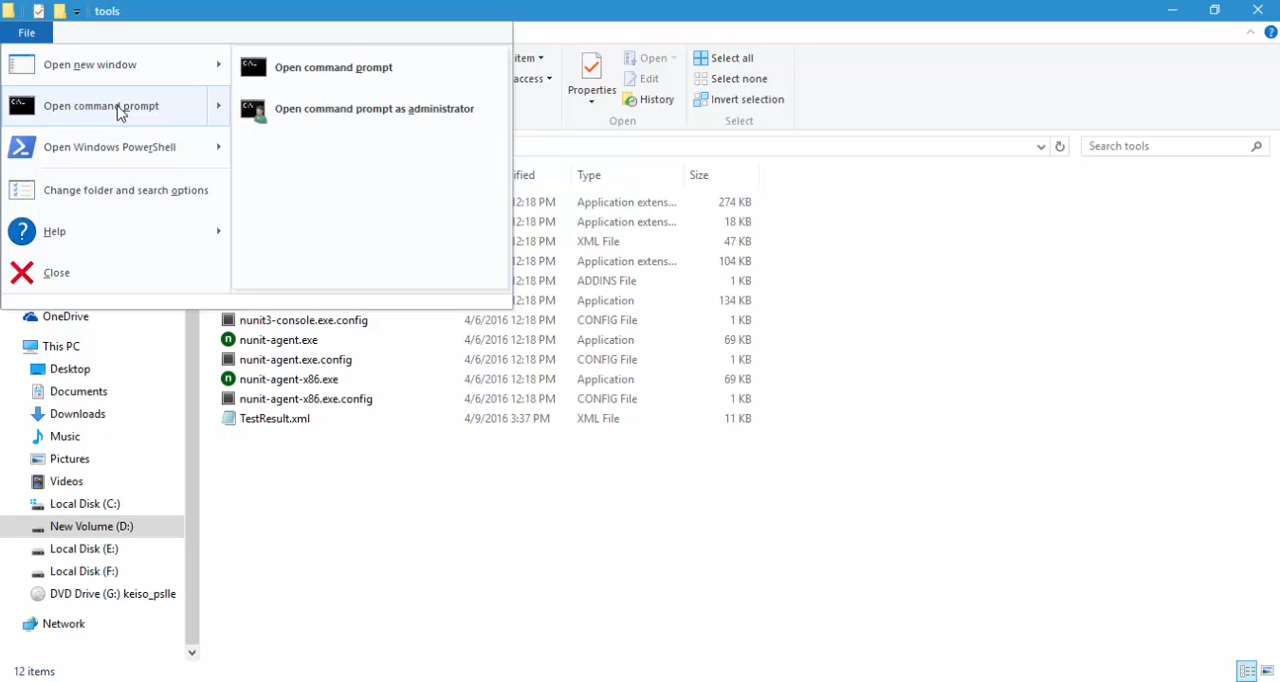 tools
File
Open new window
Open command prompt
Open Windows PowerShell
Change folder and search options
Help
Close
Open command prompt
Open command prompt as administrator
item
access
Properties
Open
Edit
History
Open
Select all
Select none
Invert selection
Select
Search tools
ified Type Size
12:18 PM Application extens... 274 KB
12:18 PM Application extens... 18 KB
12:18 PM XML File 47 KB
12:18 PM Application extens... 104 KB
12:18 PM ADDINS File 1 KB
12:18 PM Application 134 KB
nunit3-console.exe.config 4/6/2016 12:18 PM CONFIG File 1 KB
nunit-agent.exe 4/6/2016 12:18 PM Application 69 KB
nunit-agent.exe.config 4/6/2016 12:18 PM CONFIG File 1 KB
nunit-agent-x86.exe 4/6/2016 12:18 PM Application 69 KB
nunit-agent-x86.exe.config 4/6/2016 12:18 PM CONFIG File 1 KB
TestResult.xml 4/9/2016 3:37 PM XML File 11 KB
OneDrive
This PC
Desktop
Documents
Downloads
Music
Pictures
Videos
Local Disk (C:)
New Volume (D:)
Local Disk (E:)
Local Disk (F:)
DVD Drive (G:) keiso_pslle
Network
12 items